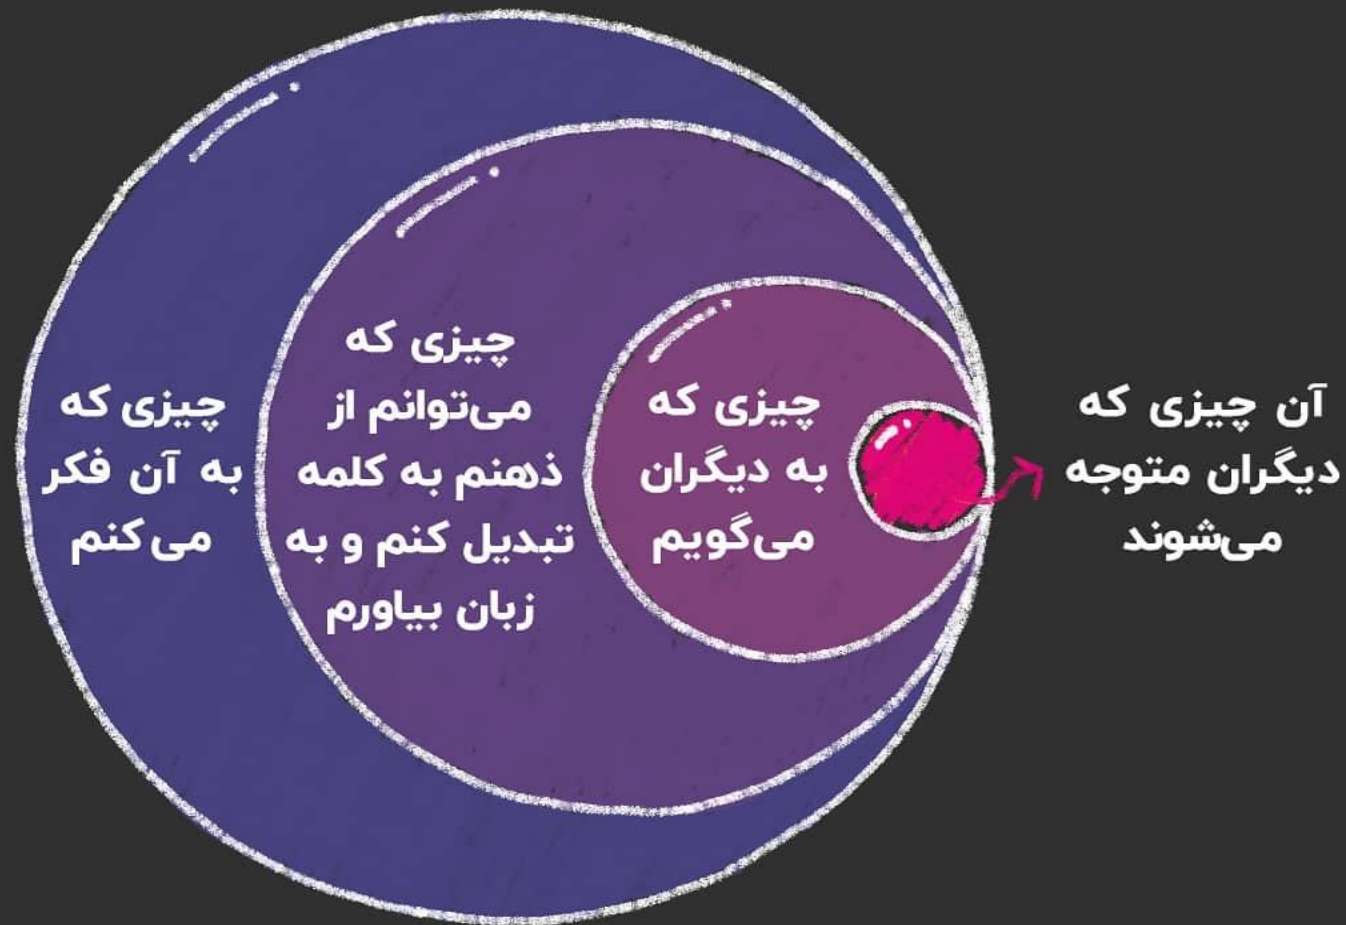 آن چیزی که
دیگران متوجه
می‌شوند
چیزی که
به دیگران
می‌گویم
چیزی که
می‌توانم از
ذهنم به کلمه
تبدیل کنم و به
زبان بیاورم
چیزی که
به آن فکر
می کنم